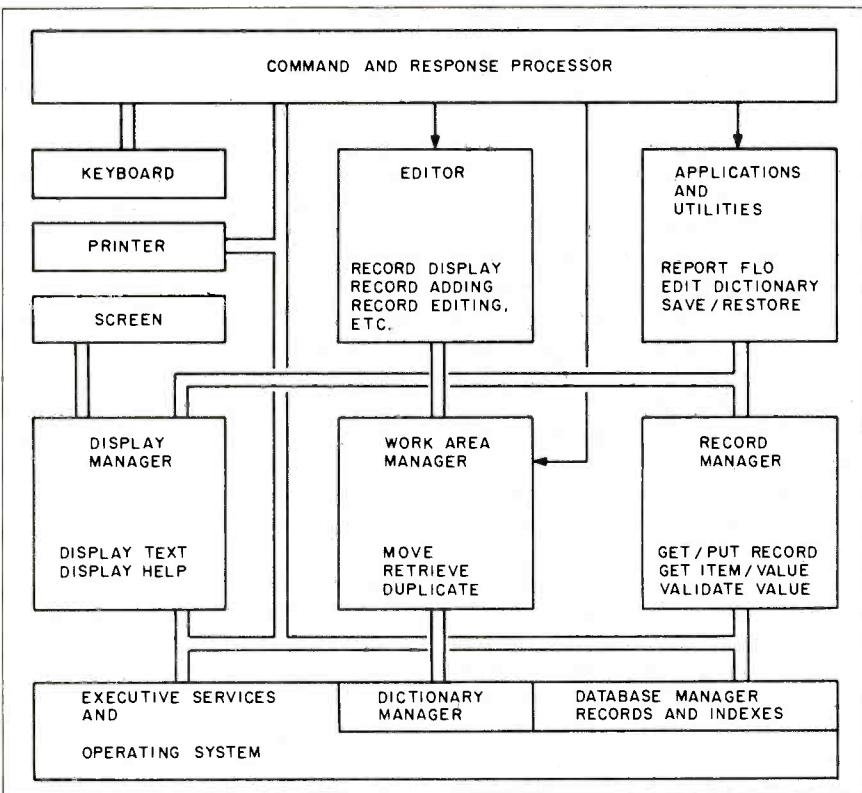 COMMAND AND RESPONSE PROCESSOR
KEYBOARD
PRINTER
SCREEN
EDITOR
RECORD DISPLAY
RECORD ADDING
RECORD EDITING,
ETC.
APPLICATIONS
AND
UTILITIES
REPORT FLO
EDIT DICTIONARY
SAVE/RESTORE
DISPLAY
MANAGER
DISPLAY TEXT
DISPLAY HELP
WORK AREA
MANAGER
MOVE
RETRIEVE
DUPLICATE
RECORD
MANAGER
GET/PUT RECORD
GET ITEM/VALUE
VALIDATE VALUE
EXECUTIVE SERVICES
AND
OPERATING SYSTEM
DICTIONARY
MANAGER
DATABASE MANAGER
RECORDS AND INDEXES